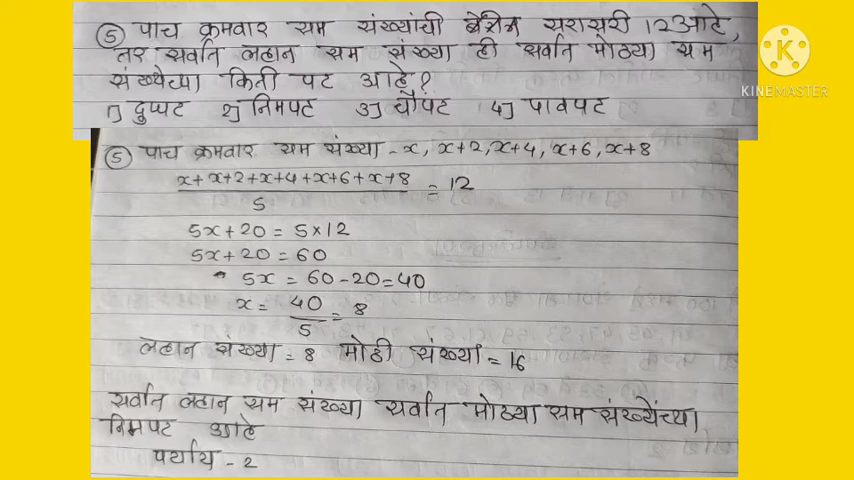 ⑤ पाच क्रमवार सम संख्यांची सरासरी 12 आहे,
तर सर्वात लहान सम संख्या ही सर्वात मोठ्या सम
संख्येच्या किती पट आहे?
1) दुप्पट 2) निमपट 3) चौपट 4) पावपट
⑤ पाच क्रमवार सम संख्या - x, x+2, x+4, x+6, x+8
x+x+2+x+4+x+6+x+8 = 12
5
5x+20 = 5×12
5x+20 = 60
5x = 60-20=40
x= 40 = 8
5
लहान संख्या = 8 मोठी संख्या = 16
सर्वात लहान सम संख्या सर्वात मोठ्या सम संख्येंच्या
निमपट आहे
पर्याय - 2
K
KINEMASTER